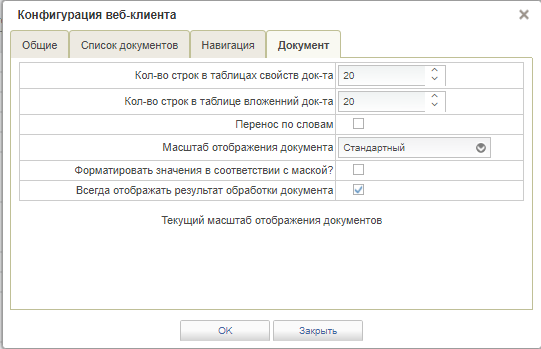 Конфигурация веб-клиента
Общие
Список документов
Навигация
Документ
Кол-во строк в таблицах свойств док-та
20
Кол-во строк в таблице вложенний док-та
20
Перенос по словам
Масштаб отображения документа
Стандартный
Форматировать значения в соответствии с маской?
Всегда отображать результат обработки документа
Текущий масштаб отображения документов
OK
Закрыть